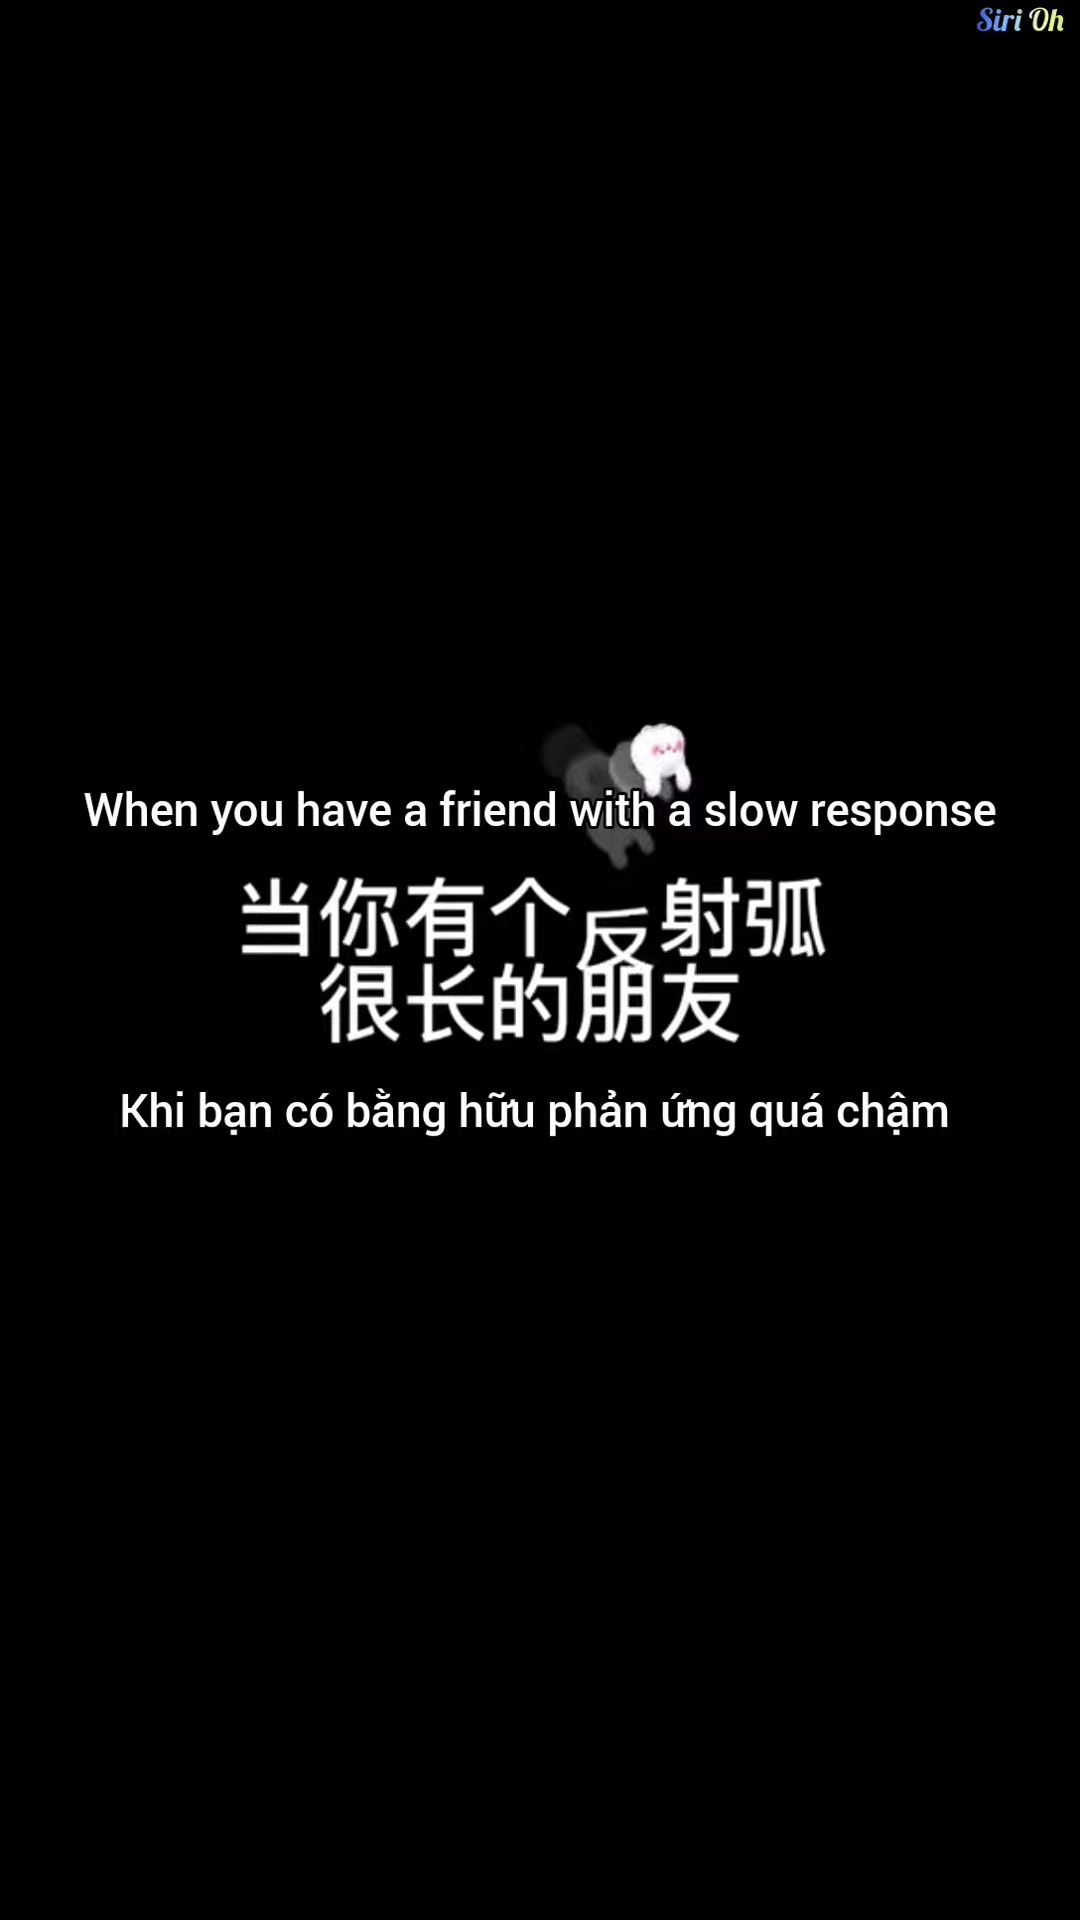 Siri Oh
When you have a friend with a slow response
当你有个反射弧
很长的朋友
Khi bạn có bằng hữu phản ứng quá chậm